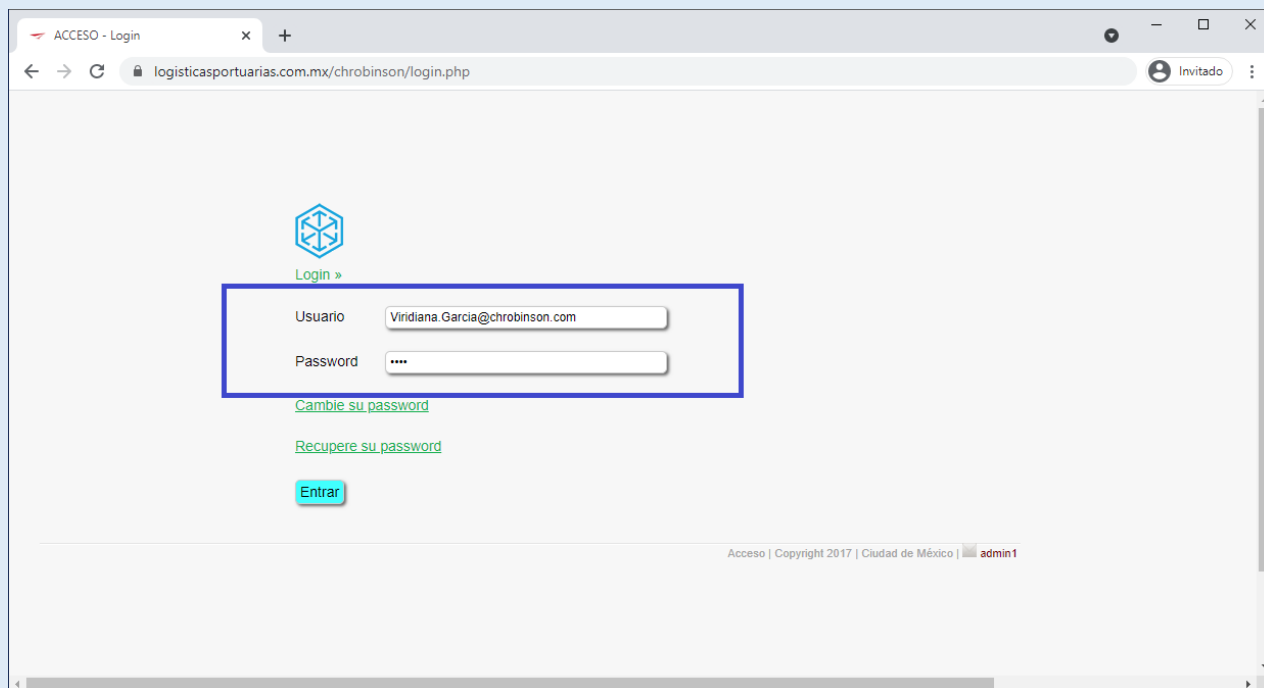 ACCESO - Login
logisticasportuarias.com.mx/chrobinson/login.php
Invitado
Login »
Usuario Viridiana.Garcia@chrobinson.com
Password ••••
Cambie su password
Recupere su password
Entrar
Acceso | Copyright 2017 | Ciudad de México | admin1